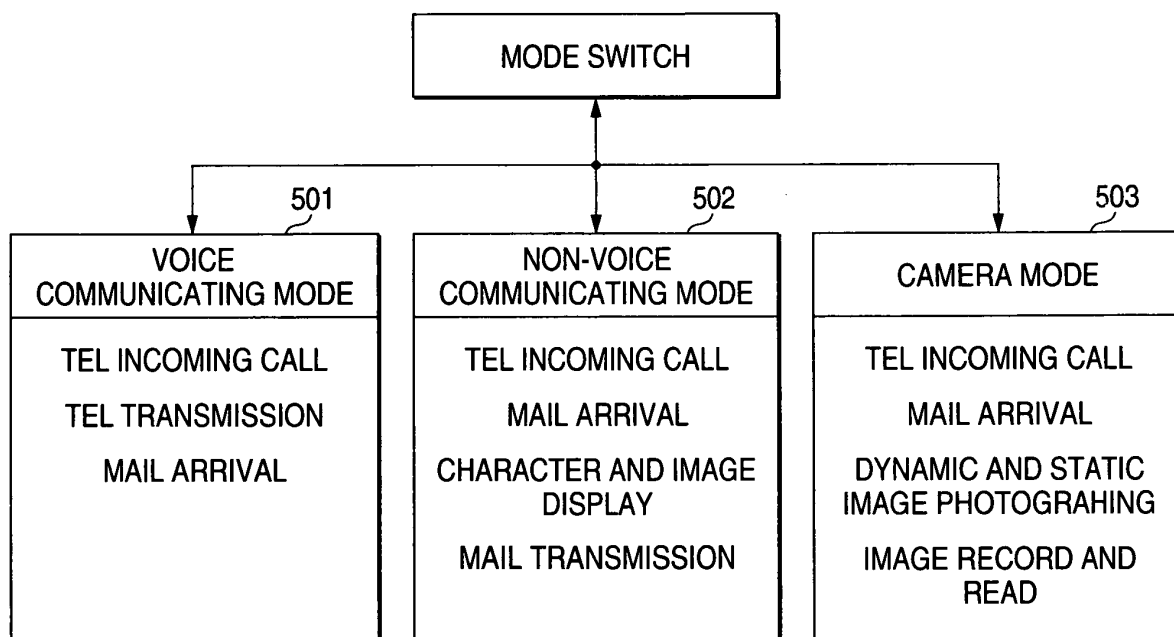 MODE SWITCH
501
502
503
VOICE
COMMUNICATING MODE
TEL INCOMING CALL
TEL TRANSMISSION
MAIL ARRIVAL
NON-VOICE
COMMUNICATING MODE
TEL INCOMING CALL
MAIL ARRIVAL
CHARACTER AND IMAGE
DISPLAY
MAIL TRANSMISSION
CAMERA MODE
TEL INCOMING CALL
MAIL ARRIVAL
DYNAMIC AND STATIC
IMAGE PHOTOGRAHING
IMAGE RECORD AND
READ